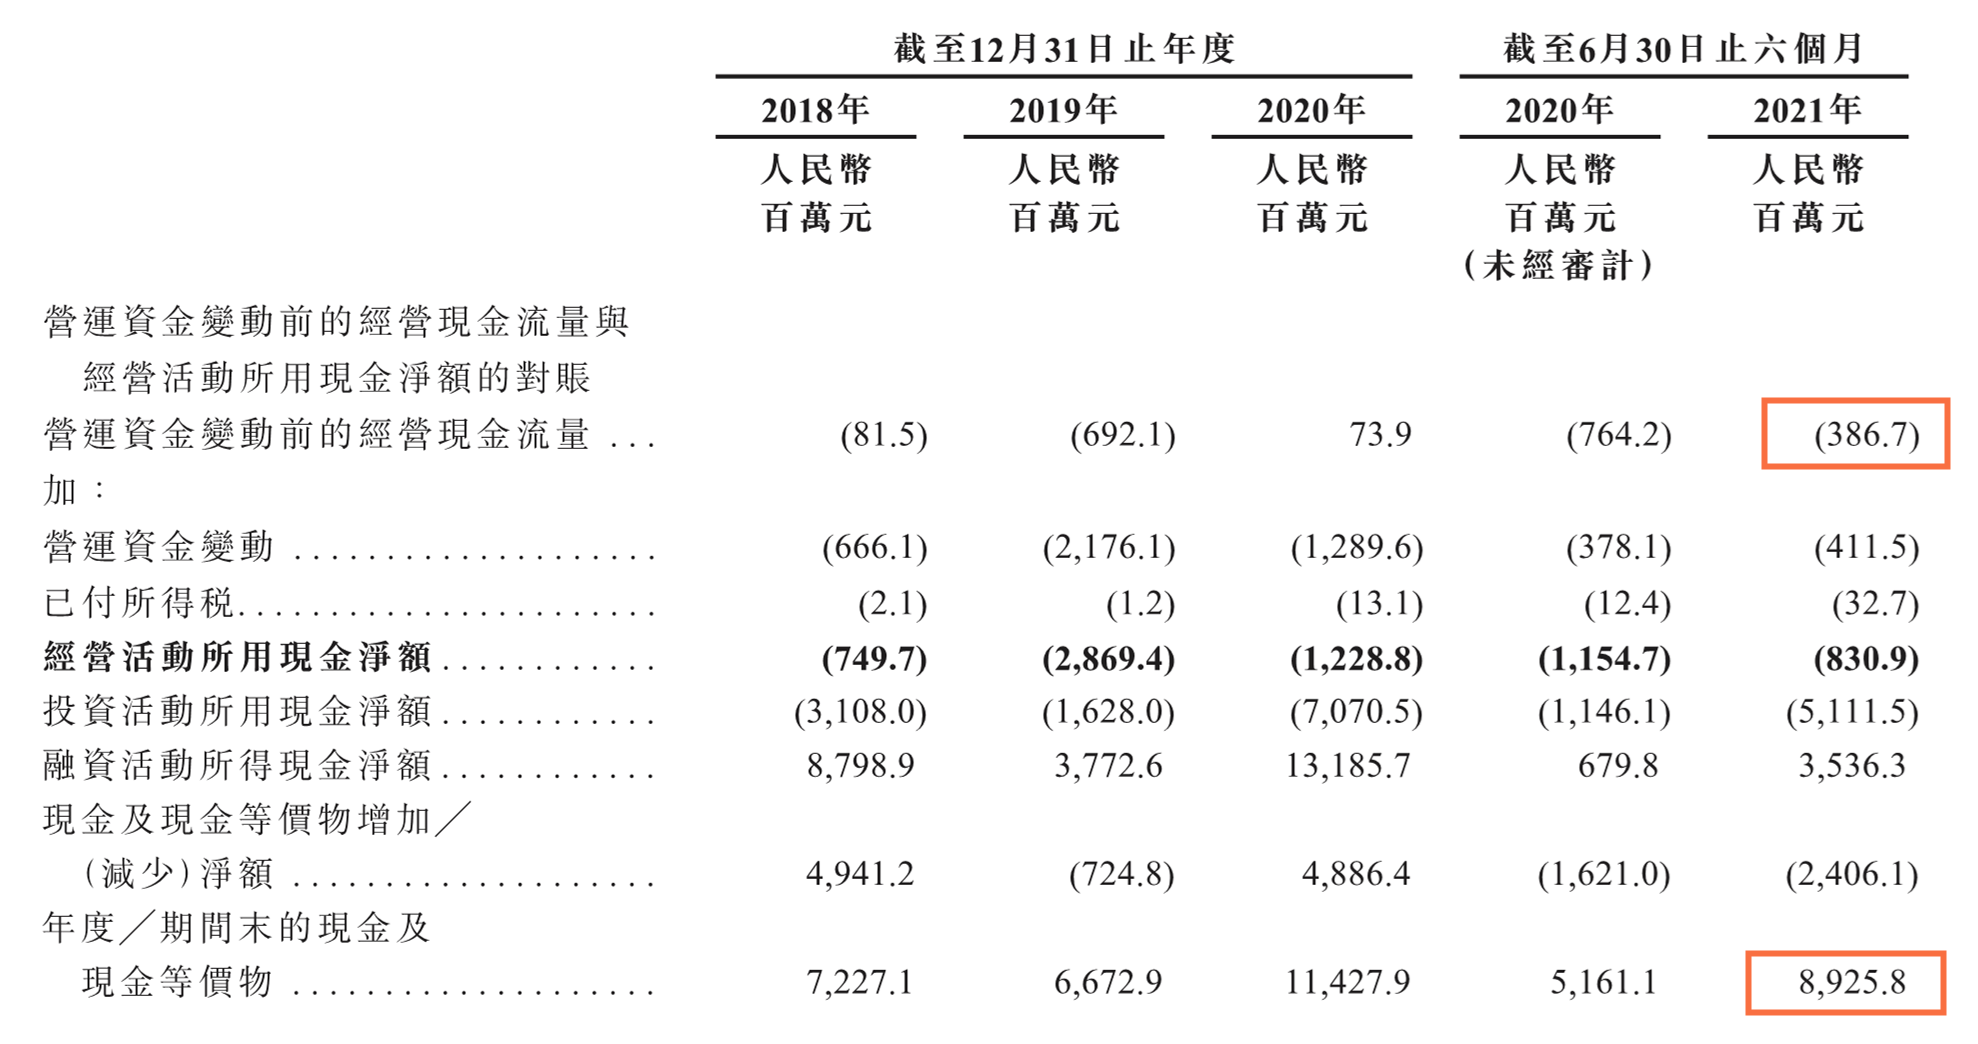 截至12月31日止年度 截至6月30日止六個月
2018年 2019年 2020年 2020年 2021年
人民幣 人民幣 人民幣 人民幣 人民幣
百萬元 百萬元 百萬元 百萬元 百萬元
(未經審計)
營運資金變動前的經營現金流量與
經營活動所用現金淨額的對賬
營運資金變動前的經營現金流量 ... (81.5) (692.1) 73.9 (764.2) (386.7)
加：
營運資金變動 .................... (666.1) (2,176.1) (1,289.6) (378.1) (411.5)
已付所得税....................... (2.1) (1.2) (13.1) (12.4) (32.7)
經營活動所用現金淨額............ (749.7) (2,869.4) (1,228.8) (1,154.7) (830.9)
投資活動所用現金淨額............ (3,108.0) (1,628.0) (7,070.5) (1,146.1) (5,111.5)
融資活動所得現金淨額............ 8,798.9 3,772.6 13,185.7 679.8 3,536.3
現金及現金等價物增加╱
(減少)淨額 .................... 4,941.2 (724.8) 4,886.4 (1,621.0) (2,406.1)
年度╱期間末的現金及
現金等價物 .................... 7,227.1 6,672.9 11,427.9 5,161.1 8,925.8